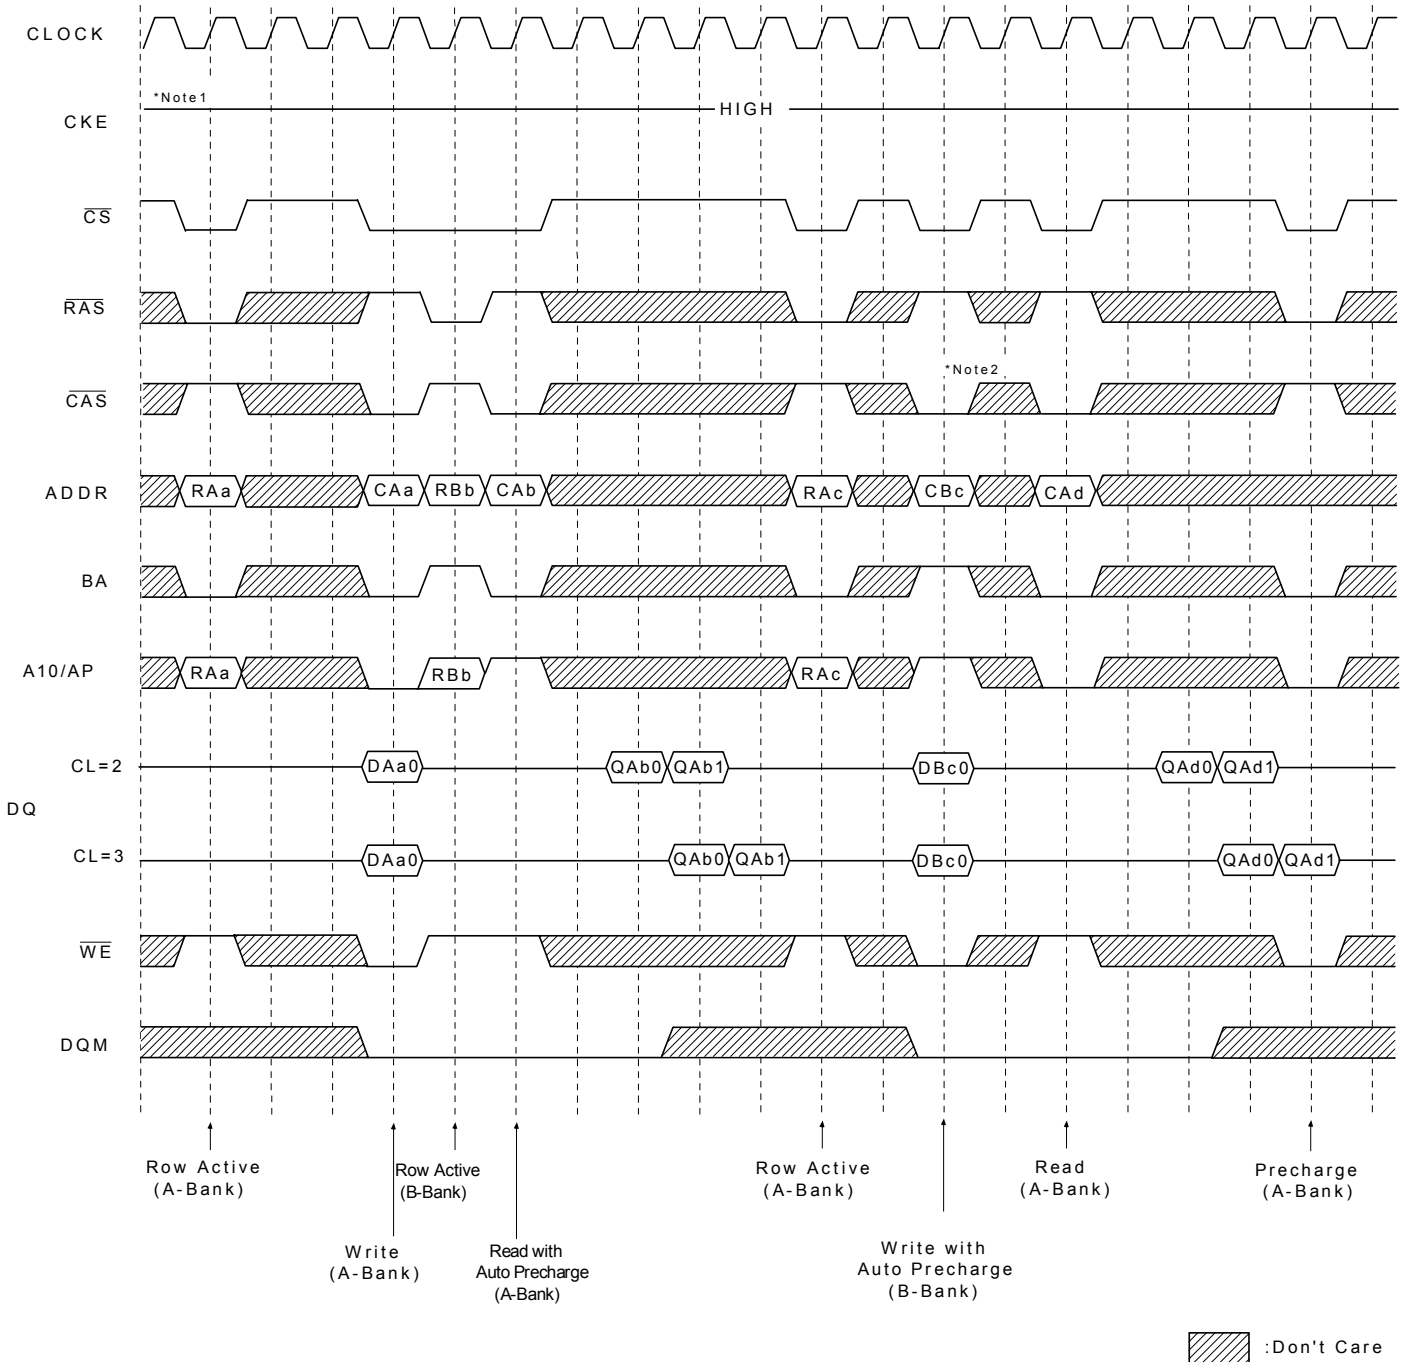 CLOCK
*Note1
HIGH
CKE
CS
RAS
*Note2
CAS
ADDR
RAa CAa RBb CAb RAc CBc CAd
BA
A10/AP
RAa RBb RAc
CL=2
DAa0 QAb0 QAb1 DBc0 QAd0 QAd1
DQ
CL=3
DAa0 QAb0 QAb1 DBc0 QAd0 QAd1
WE
DQM
Row Active
(A-Bank)
Row Active
(B-Bank)
Row Active
(A-Bank)
Read
(A-Bank)
Precharge
(A-Bank)
Write
(A-Bank)
Read with
Auto Precharge
(A-Bank)
Write with
Auto Precharge
(B-Bank)
:Don't Care